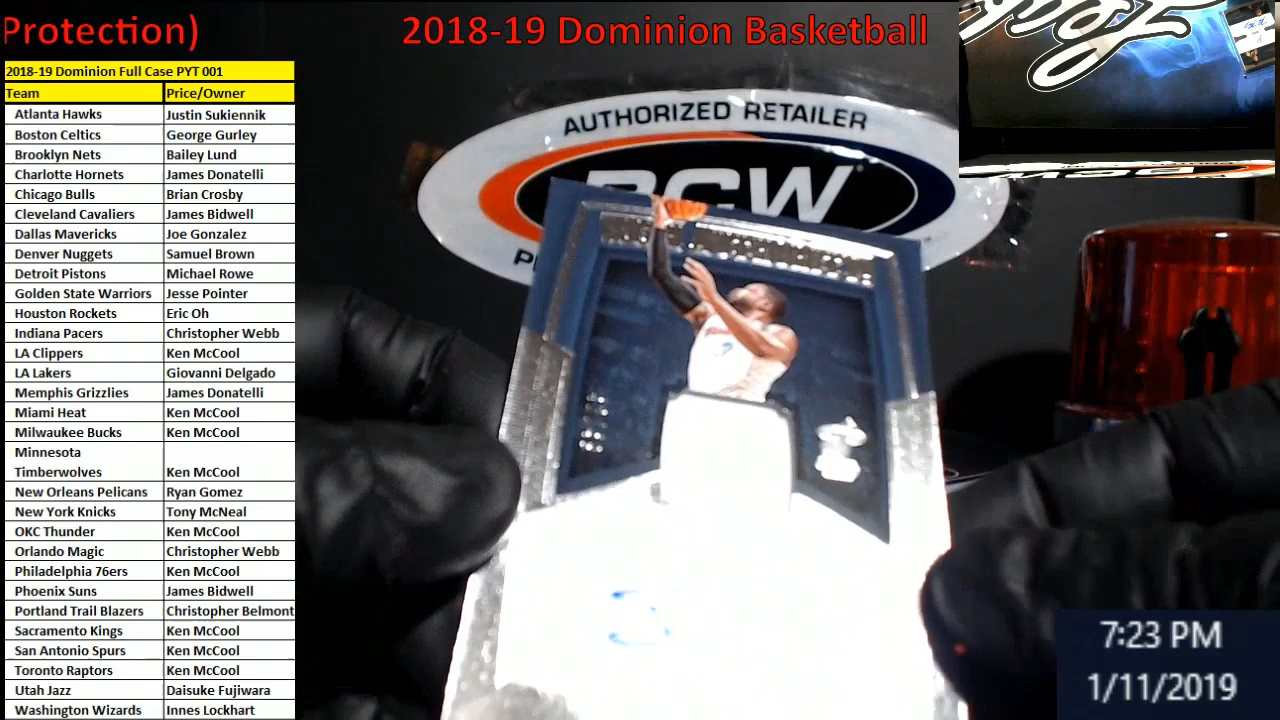 Protection)
2018-19 Dominion Basketball
2018-19 Dominion Full Case PYT 001
Team Price/Owner
Atlanta Hawks Justin Sukiennik
Boston Celtics George Gurley
Brooklyn Nets Bailey Lund
Charlotte Hornets James Donatelli
Chicago Bulls Brian Crosby
Cleveland Cavaliers James Bidwell
Dallas Mavericks Joe Gonzalez
Denver Nuggets Samuel Brown
Detroit Pistons Michael Rowe
Golden State Warriors Jesse Pointer
Houston Rockets Eric Oh
Indiana Pacers Christopher Webb
LA Clippers Ken McCool
LA Lakers Giovanni Delgado
Memphis Grizzlies James Donatelli
Miami Heat Ken McCool
Milwaukee Bucks Ken McCool
Minnesota
Timberwolves Ken McCool
New Orleans Pelicans Ryan Gomez
New York Knicks Tony McNeal
OKC Thunder Ken McCool
Orlando Magic Christopher Webb
Philadelphia 76ers Ken McCool
Phoenix Suns James Bidwell
Portland Trail Blazers Christopher Belmont
Sacramento Kings Ken McCool
San Antonio Spurs Ken McCool
Toronto Raptors Ken McCool
Utah Jazz Daisuke Fujiwara
Washington Wizards Innes Lockhart
AUTHORIZED RETAILER
BCW
7:23 PM
1/11/2019